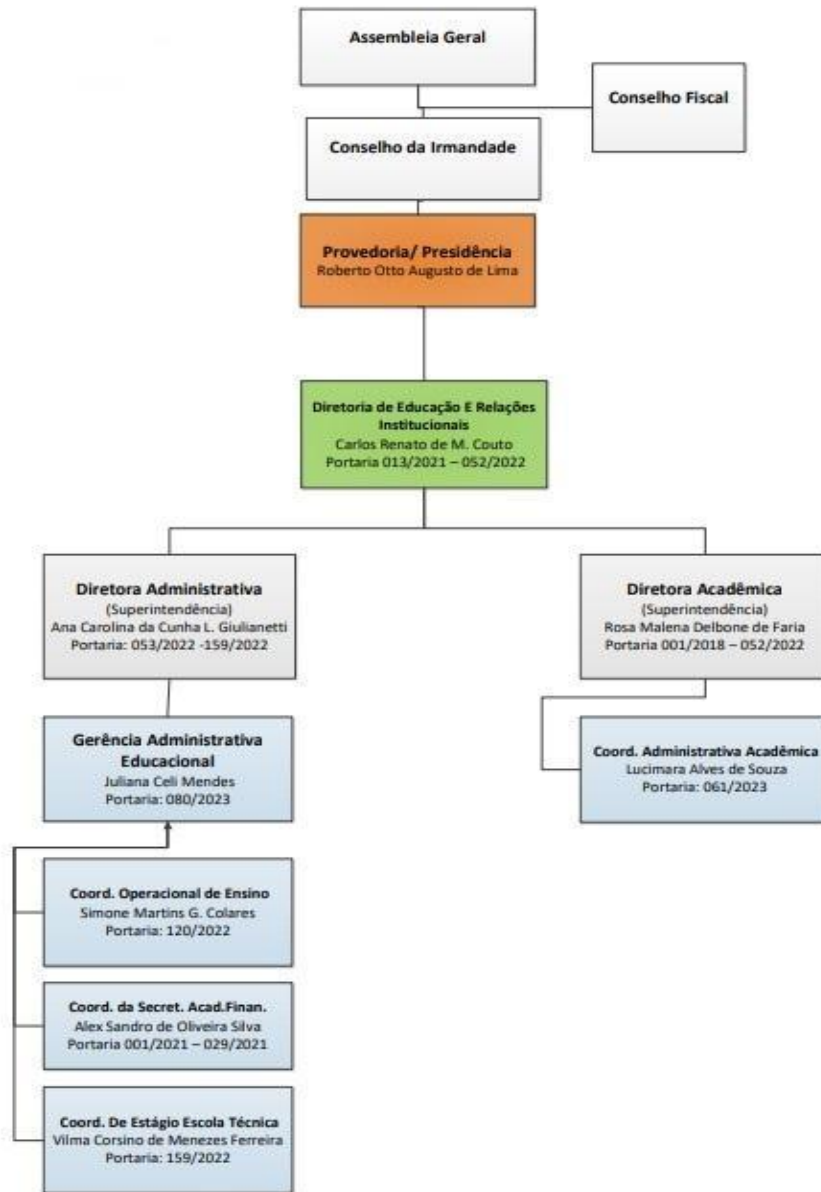 Assembleia Geral
Conselho Fiscal
Conselho da Irmandade
Provedoria/ Presidência
Roberto Otto Augusto de Lima
Diretoria de Educação E Relações
Institucionais
Carlos Renato de M. Couto
Portaria 013/2021 – 052/2022
Diretora Administrativa
(Superintendência)
Ana Carolina da Cunha L. Giulianetti
Portaria: 053/2022 -159/2022
Diretora Acadêmica
(Superintendência)
Rosa Malena Delbone de Faria
Portaria 001/2018 – 052/2022
Gerência Administrativa
Educacional
Juliana Celi Mendes
Portaria: 080/2023
Coord. Administrativa Acadêmica
Lucimara Alves de Souza
Portaria: 061/2023
Coord. Operacional de Ensino
Simone Martins G. Colares
Portaria: 120/2022
Coord. da Secret. Acad.Finan.
Alex Sandro de Oliveira Silva
Portaria 001/2021 – 029/2021
Coord. De Estágio Escola Técnica
Vilma Corsino de Menezes Ferreira
Portaria: 159/2022